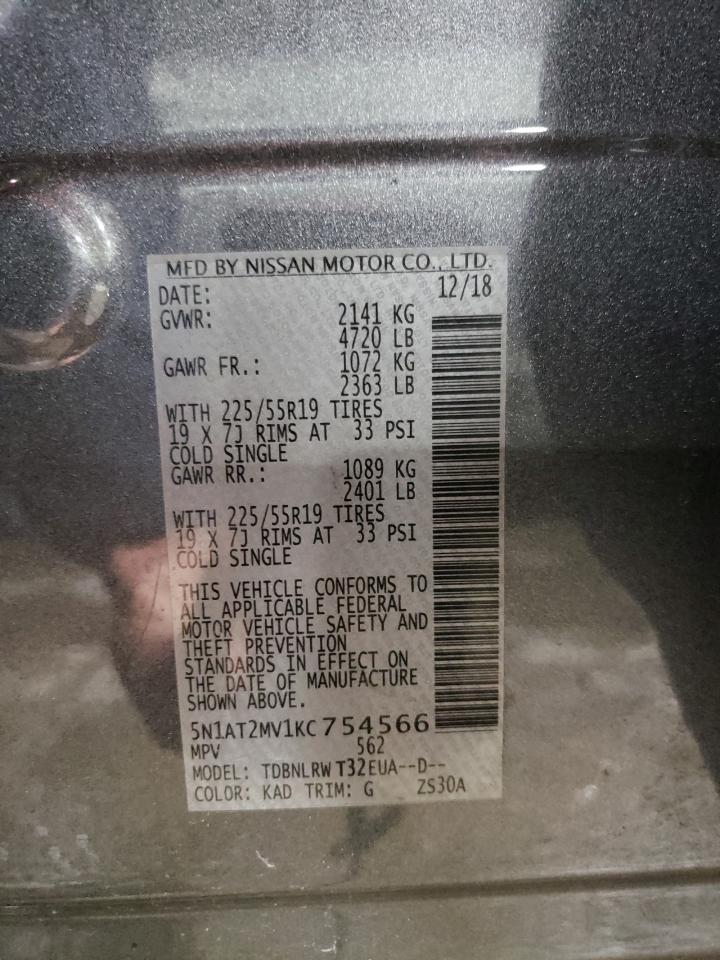 MFD BY NISSAN MOTOR CO., LTD.
DATE: 12/18
GVWR: 2141 KG
4720 LB
GAWR FR.: 1072 KG
2363 LB
WITH 225/55R19 TIRES
19 X 7J RIMS AT 33 PSI
COLD SINGLE
GAWR RR.: 1089 KG
2401 LB
WITH 225/55R19 TIRES
19 X 7J RIMS AT 33 PSI
COLD SINGLE
THIS VEHICLE CONFORMS TO
ALL APPLICABLE FEDERAL
MOTOR VEHICLE SAFETY AND
THEFT PREVENTION
STANDARDS IN EFFECT ON
THE DATE OF MANUFACTURE
SHOWN ABOVE.
5N1AT2MV1KC754566
MPV 562
MODEL: TDBNLRW T32EUA--D--
COLOR: KAD TRIM: G ZS30A